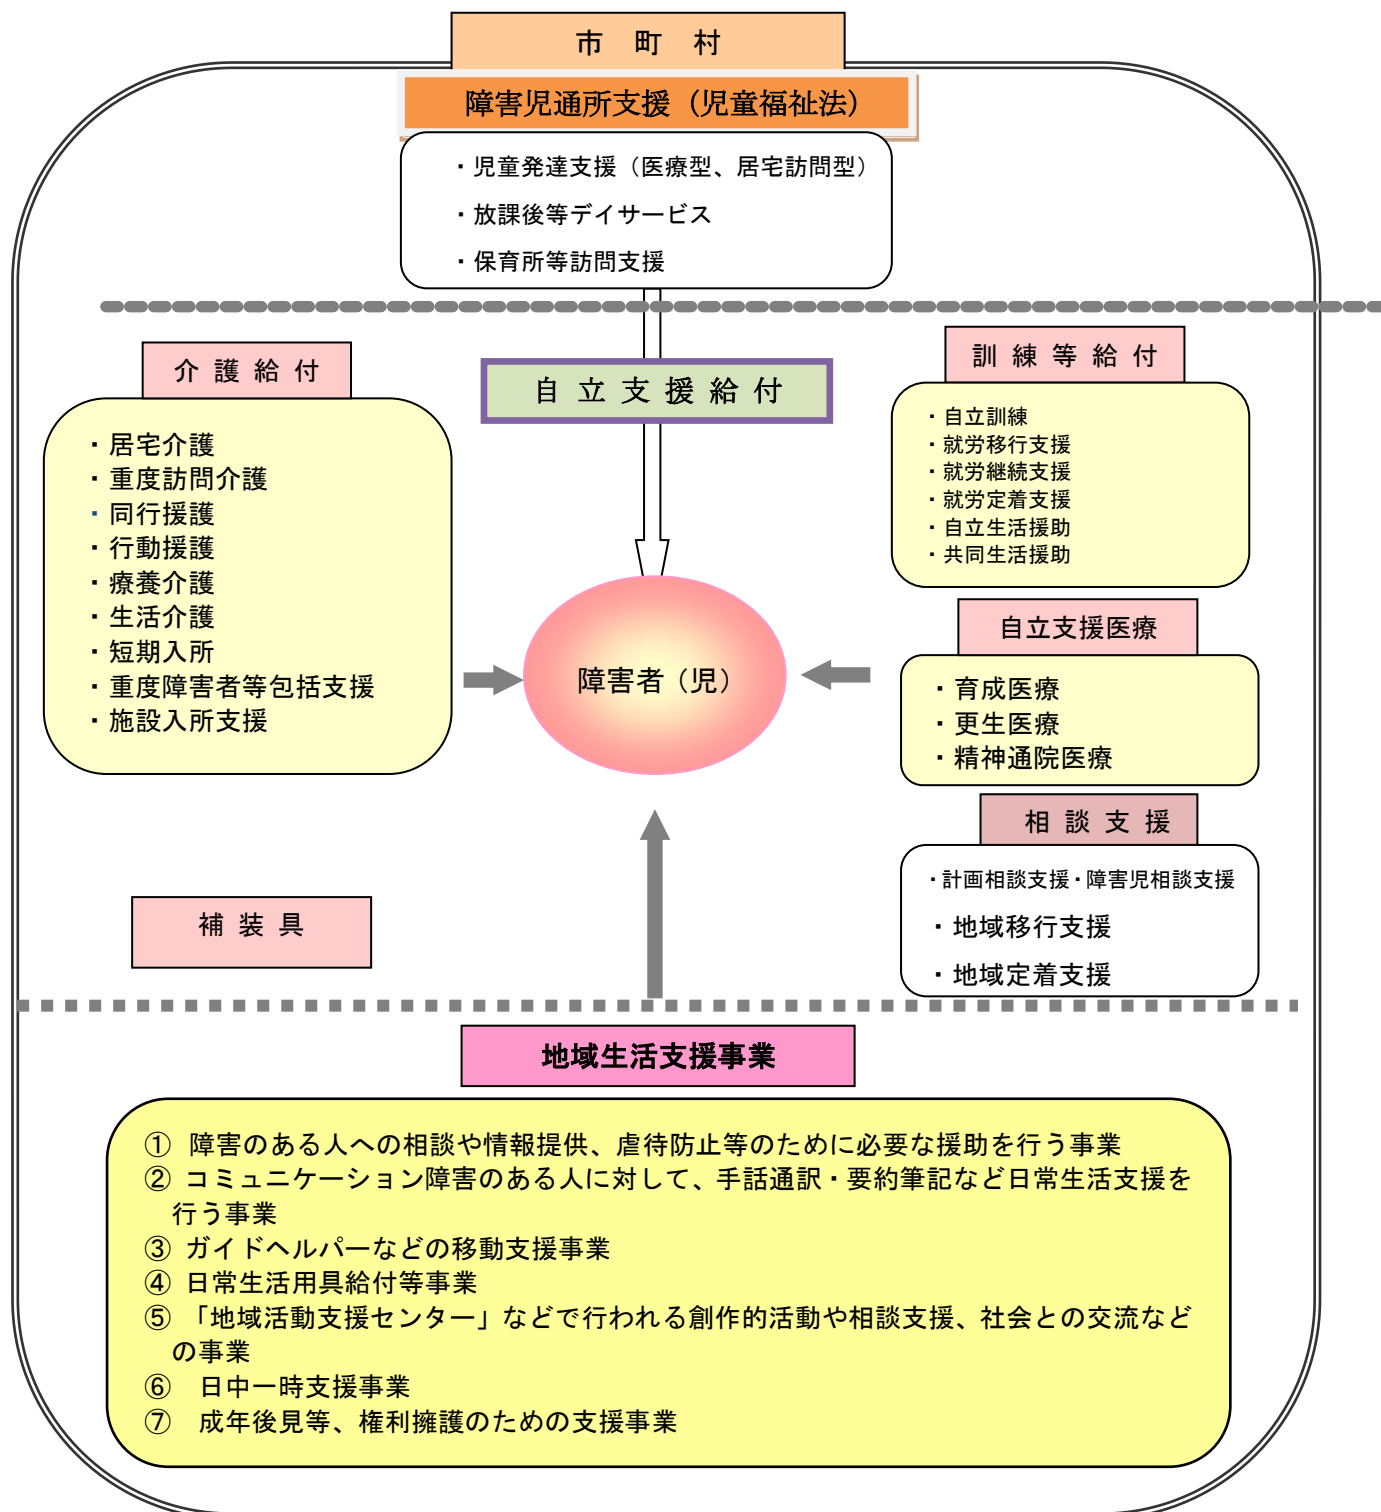 市 町 村
障害児通所支援（児童福祉法）
・児童発達支援（医療型、居宅訪問型）
・放課後等デイサービス
・保育所等訪問支援
介 護 給 付
・居宅介護
・重度訪問介護
・同行援護
・行動援護
・療養介護
・生活介護
・短期入所
・重度障害者等包括支援
・施設入所支援
自 立 支 援 給 付
訓 練 等 給 付
・自立訓練
・就労移行支援
・就労継続支援
・就労定着支援
・自立生活援助
・共同生活援助
障害者（児）
自立支援医療
・育成医療
・更生医療
・精神通院医療
相 談 支 援
・計画相談支援・障害児相談支援
・地域移行支援
・地域定着支援
補 装 具
地域生活支援事業
① 障害のある人への相談や情報提供、虐待防止等のために必要な援助を行う事業
② コミュニケーション障害のある人に対して、手話通訳・要約筆記など日常生活支援を
行う事業
③ ガイドヘルパーなどの移動支援事業
④ 日常生活用具給付等事業
⑤ 「地域活動支援センター」などで行われる創作的活動や相談支援、社会との交流など
の事業
⑥ 日中一時支援事業
⑦ 成年後見等、権利擁護のための支援事業